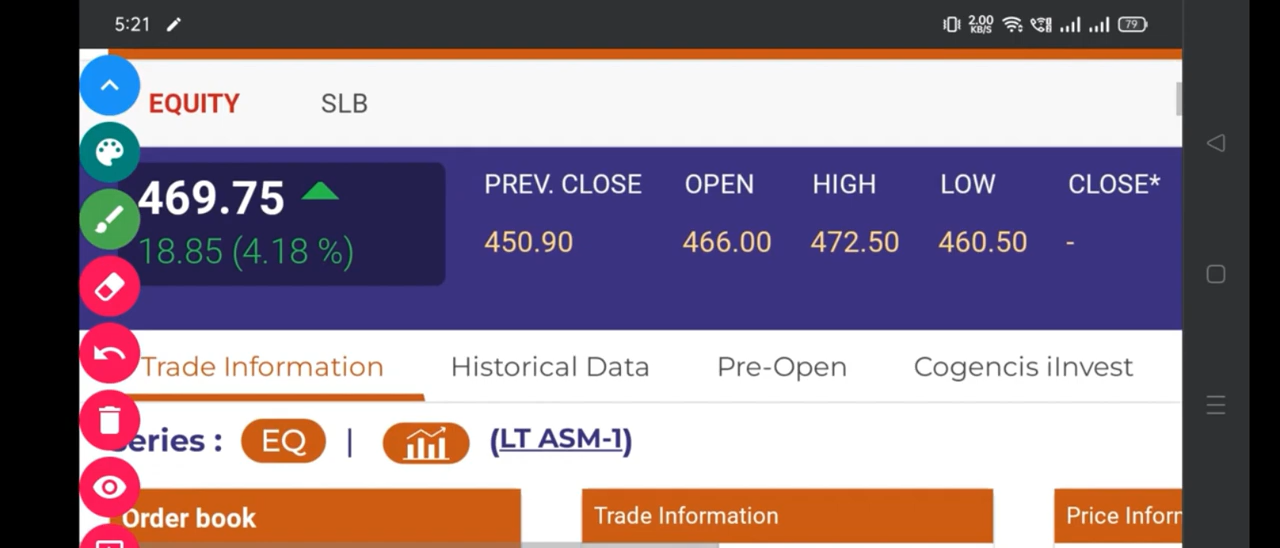 5:21 2.00 KB/S 79
EQUITY SLB
469.75 PREV. CLOSE OPEN HIGH LOW CLOSE*
18.85 (4.18 %) 450.90 466.00 472.50 460.50 -
Trade Information Historical Data Pre-Open Cogencis iInvest
eries : EQ | (LT ASM-1)
Order book Trade Information Price Inform